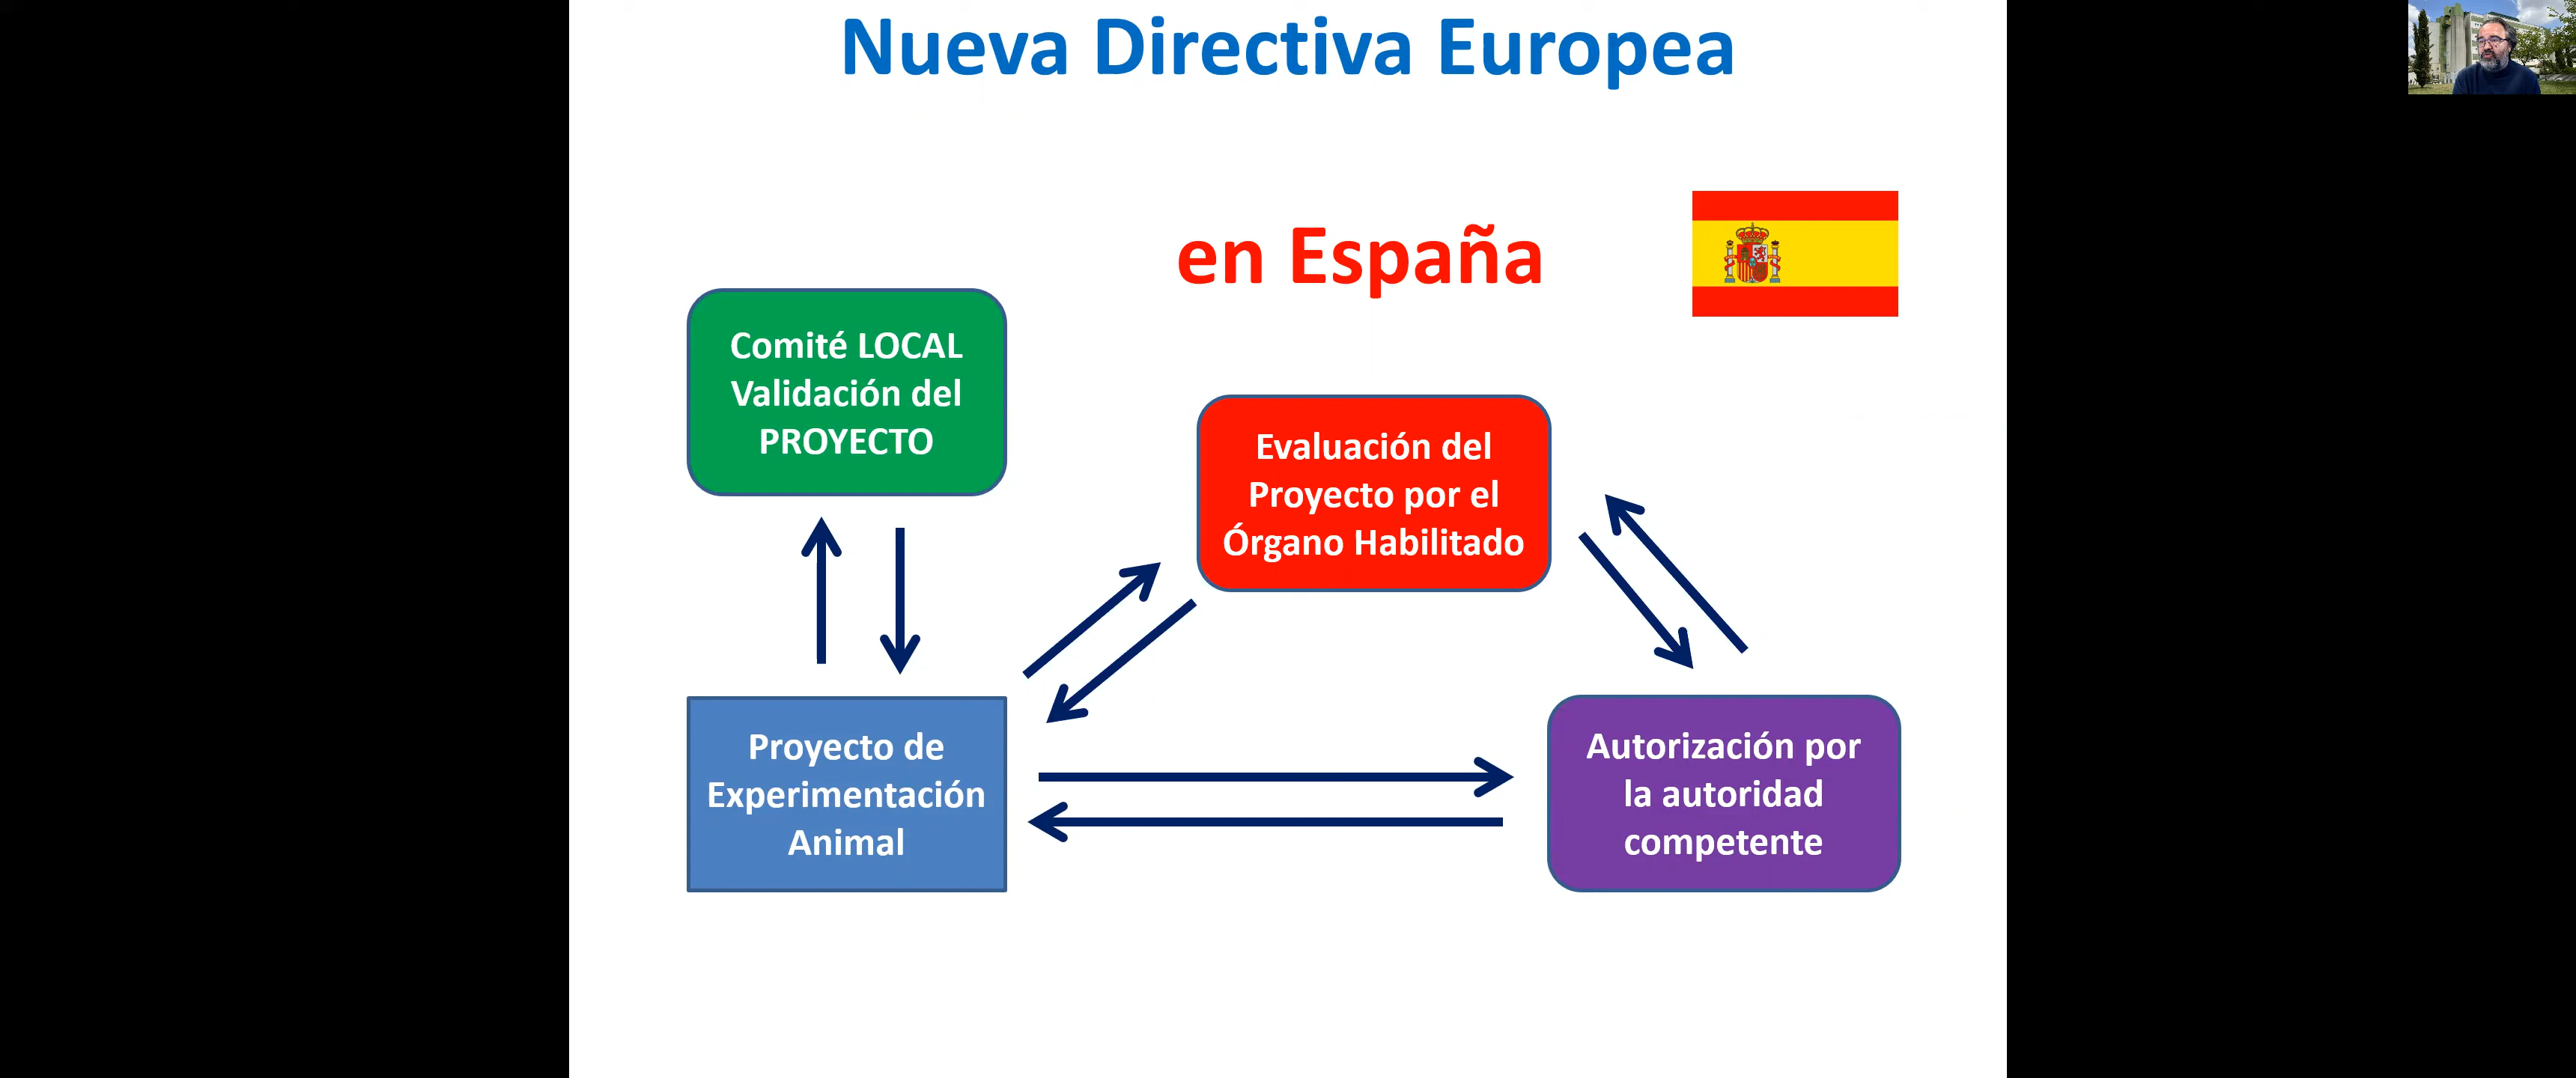 Nueva Directiva Europea
en España
Comité LOCAL
Validación del
PROYECTO
Evaluación del
Proyecto por el
Órgano Habilitado
Proyecto de
Experimentación
Animal
Autorización por
la autoridad
competente